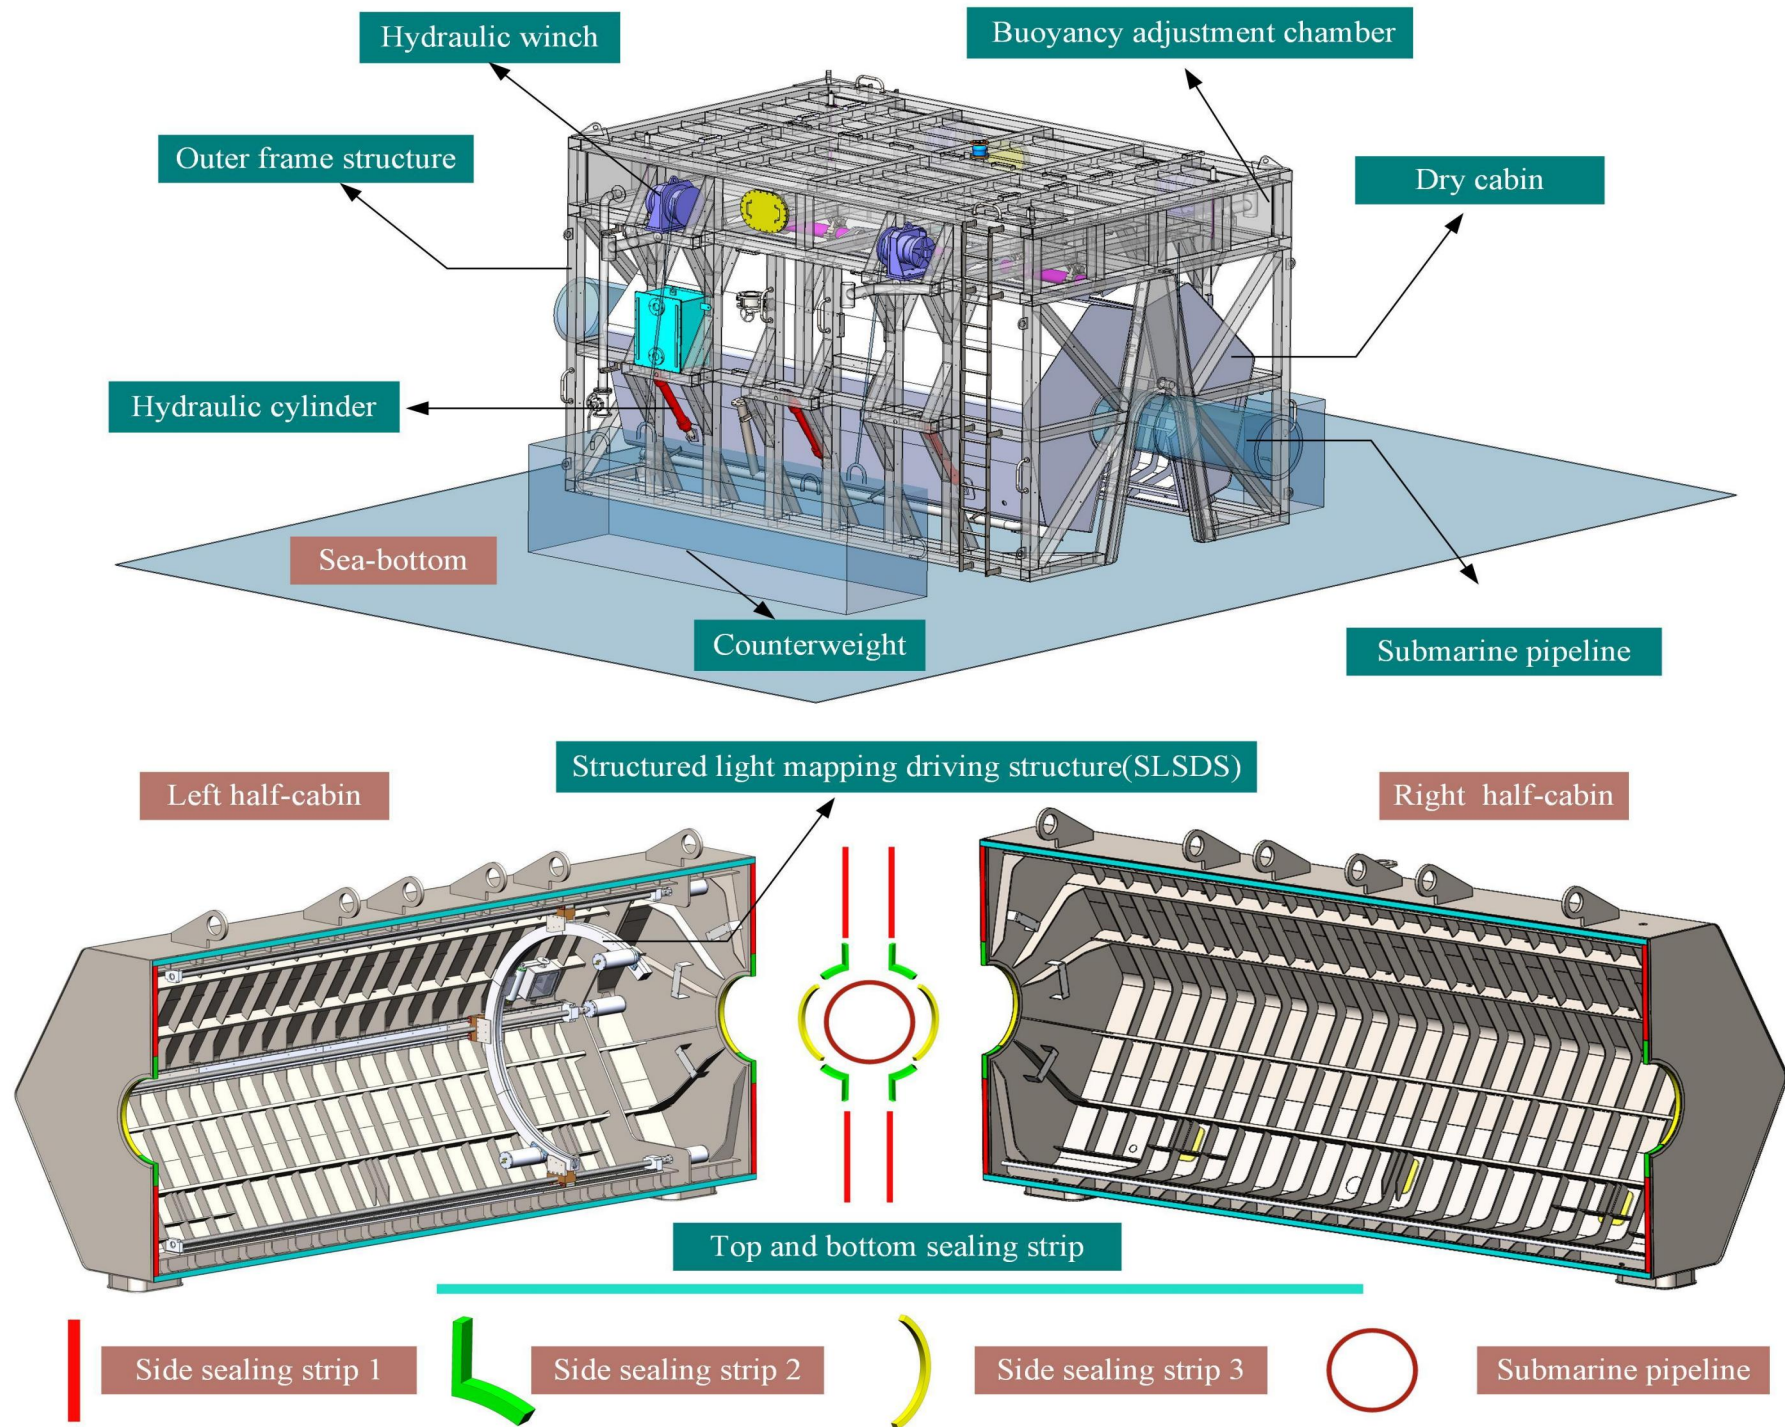 Hydraulic winch
Buoyancy adjustment chamber
Outer frame structure
Dry cabin
Hydraulic cylinder
Sea-bottom
Counterweight
Submarine pipeline
Structured light mapping driving structure(SLSDS)
Left half-cabin
Right half-cabin
Top and bottom sealing strip
Side sealing strip 1
Side sealing strip 2
Side sealing strip 3
Submarine pipeline